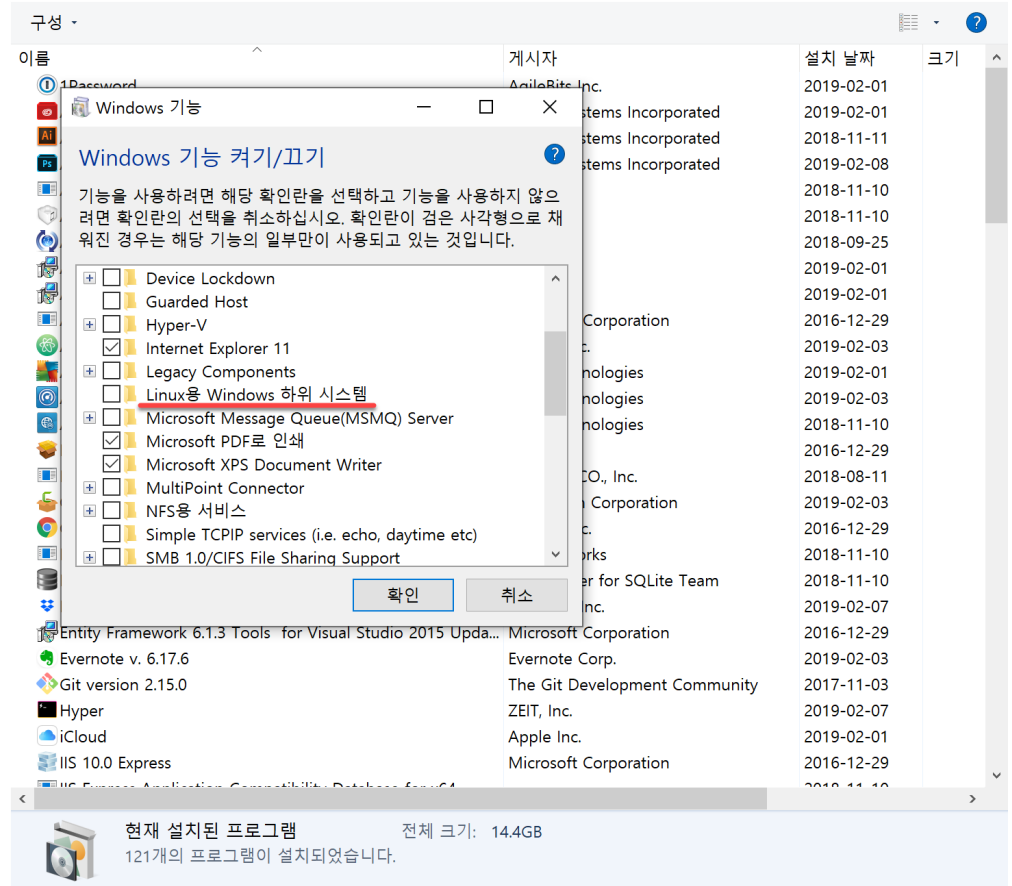 구성
이름 게시자 설치 날짜 크기
1Password AgileBits Inc. 2019-02-01
Windows 기능
stems Incorporated 2019-02-01
Ai stems Incorporated 2018-11-11
Windows 기능 켜기/끄기
Ps stems Incorporated 2019-02-08
기능을 사용하려면 해당 확인란을 선택하고 기능을 사용하지 않으
려면 확인란의 선택을 취소하십시오. 확인란이 검은 사각형으로 채
워진 경우는 해당 기능의 일부만이 사용되고 있는 것입니다.
2018-11-10
2018-11-10
2018-09-25
Device Lockdown 2019-02-01
Guarded Host 2019-02-01
Hyper-V Corporation 2016-12-29
Internet Explorer 11 2019-02-03
Legacy Components nologies 2019-02-03
Linux용 Windows 하위 시스템 nologies 2019-02-03
Microsoft Message Queue(MSMQ) Server nologies 2018-11-10
Microsoft PDF로 인쇄 2016-12-29
Microsoft XPS Document Writer CO., Inc. 2018-08-11
MultiPoint Connector Corporation 2019-02-03
NFS용 서비스
Simple TCPIP services (i.e. echo, daytime etc) 2016-12-29
SMB 1.0/CIFS File Sharing Support rks 2018-11-10
확인 취소
er for SQLite Team 2018-11-10
nc. 2019-02-07
Entity Framework 6.1.3 Tools for Visual Studio 2015 Upda... Microsoft Corporation 2016-12-29
Evernote v. 6.17.6 Evernote Corp. 2019-02-03
Git version 2.15.0 The Git Development Community 2017-11-03
Hyper ZEIT, Inc. 2019-02-07
iCloud Apple Inc. 2019-02-01
IIS 10.0 Express Microsoft Corporation 2016-12-29
IIS Express Application Compatibility Database for x64 2018-11-10
현재 설치된 프로그램 전체 크기: 14.4GB
121개의 프로그램이 설치되었습니다.